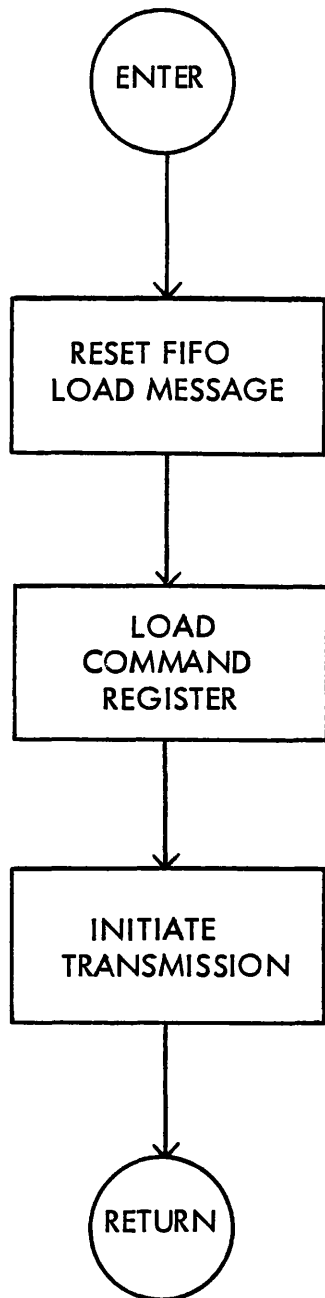 ENTER
RESET FIFO
LOAD MESSAGE
LOAD
COMMAND
REGISTER
INITIATE
TRANSMISSION
RETURN